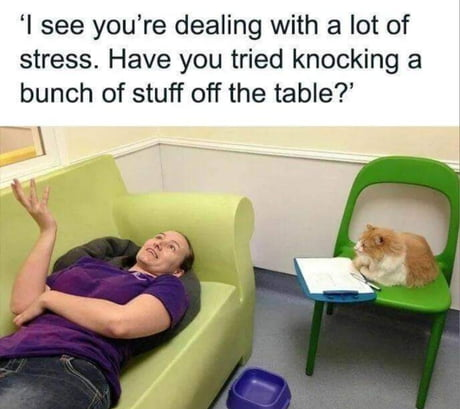 ‘I see you’re dealing with a lot of
stress. Have you tried knocking a
bunch of stuff off the table?’